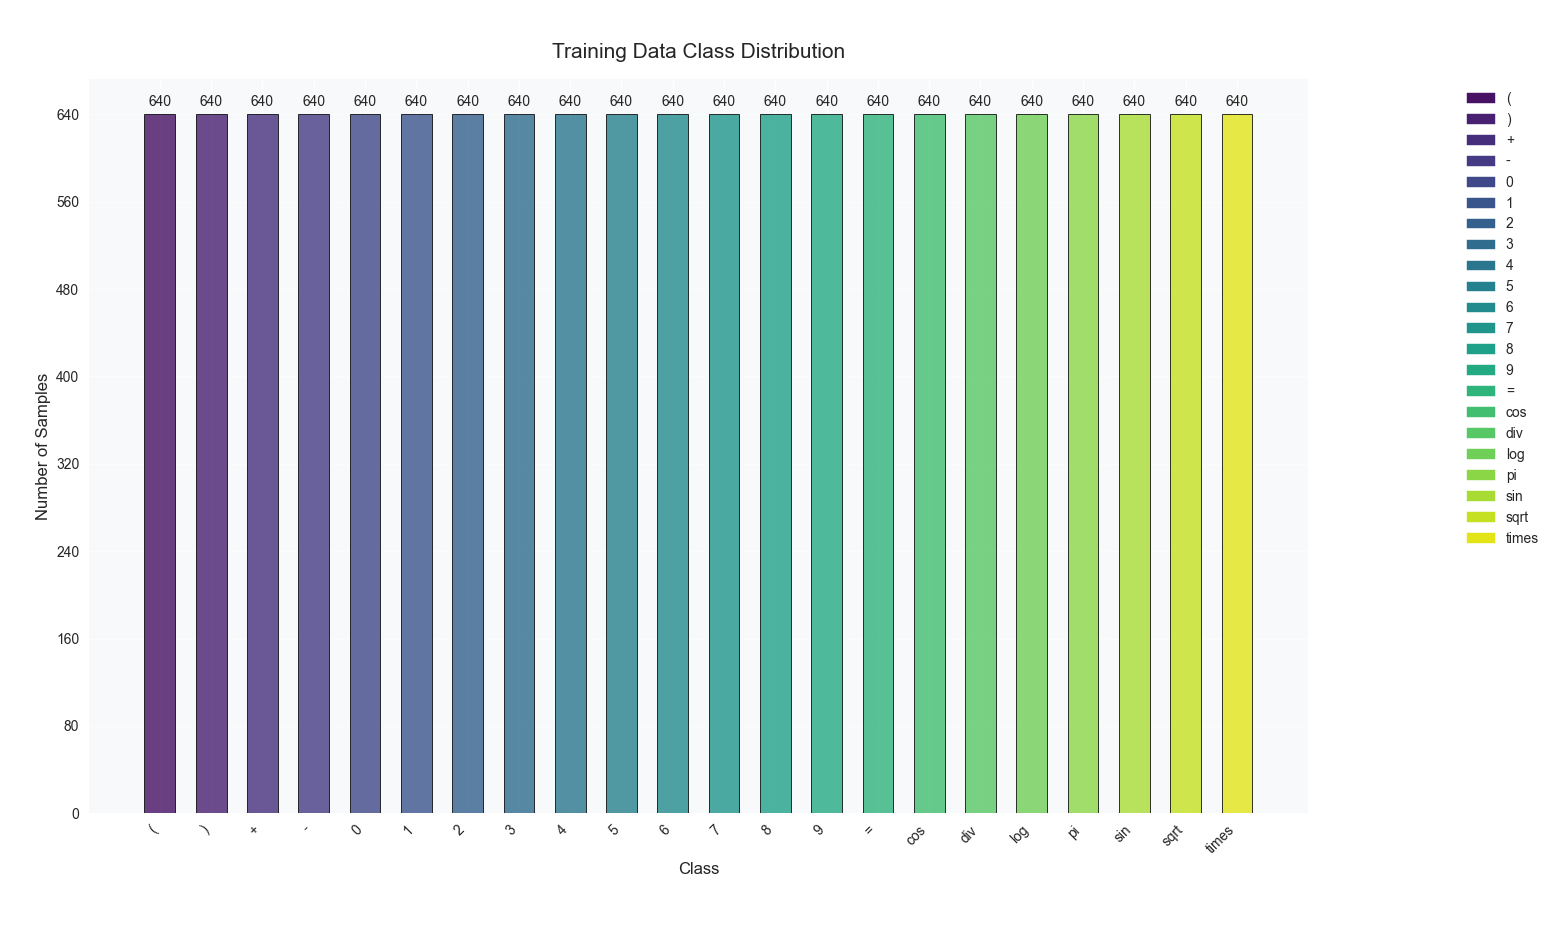 Training Data Class Distribution
640 640 640 640 640 640 640 640 640 640 640 640 640 640 640 640 640 640 640 640 640 640
640
560
480
400
320
240
160
80
0
Number of Samples
( ) + - 0 1 2 3 4 5 6 7 8 9 = cos div log pi sin sqrt times
Class
(
)
+
-
0
1
2
3
4
5
6
7
8
9
=
cos
div
log
pi
sin
sqrt
times